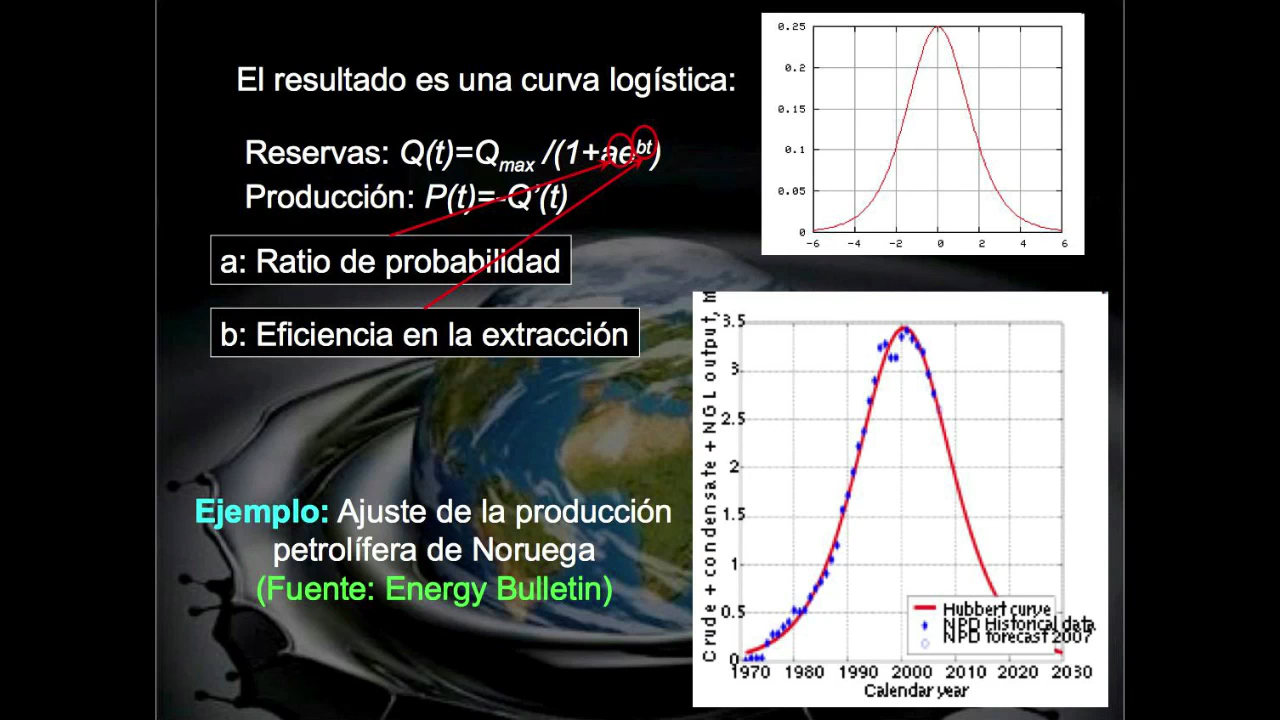 El resultado es una curva logística:
Reservas: Q(t)=Qmax /(1+ae^bt)
Producción: P(t)=-Q’(t)
a: Ratio de probabilidad
b: Eficiencia en la extracción
Ejemplo: Ajuste de la producción
petrolífera de Noruega
(Fuente: Energy Bulletin)
0.25
0.2
0.15
0.1
0.05
0
-6 -4 -2 0 2 4 6
Crude + condensate + NGL output, M
3.5
3
2.5
2
1.5
1
0.5
0
Hubbert curve
NPD Historical data
NPD forecast 2007
1970 1980 1990 2000 2010 2020 2030
Calendar year